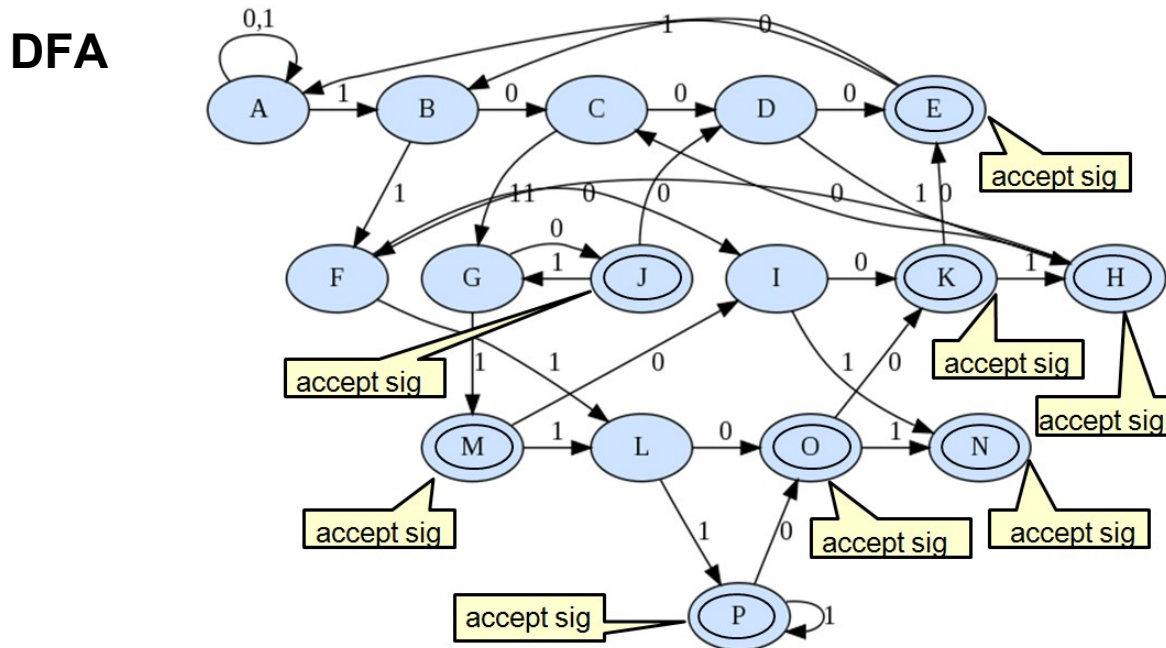 DFA
0,1
1 0
A 1 B 0 C 0 D 0 E
accept sig
1 11 0 0 0 1 0
0
F G 1 J I 0 K 1 H
accept sig
1 1 0 1 0
accept sig
accept sig
M 1 L 0 O 1 N
accept sig
accept sig
accept sig
1 0
accept sig
P 1